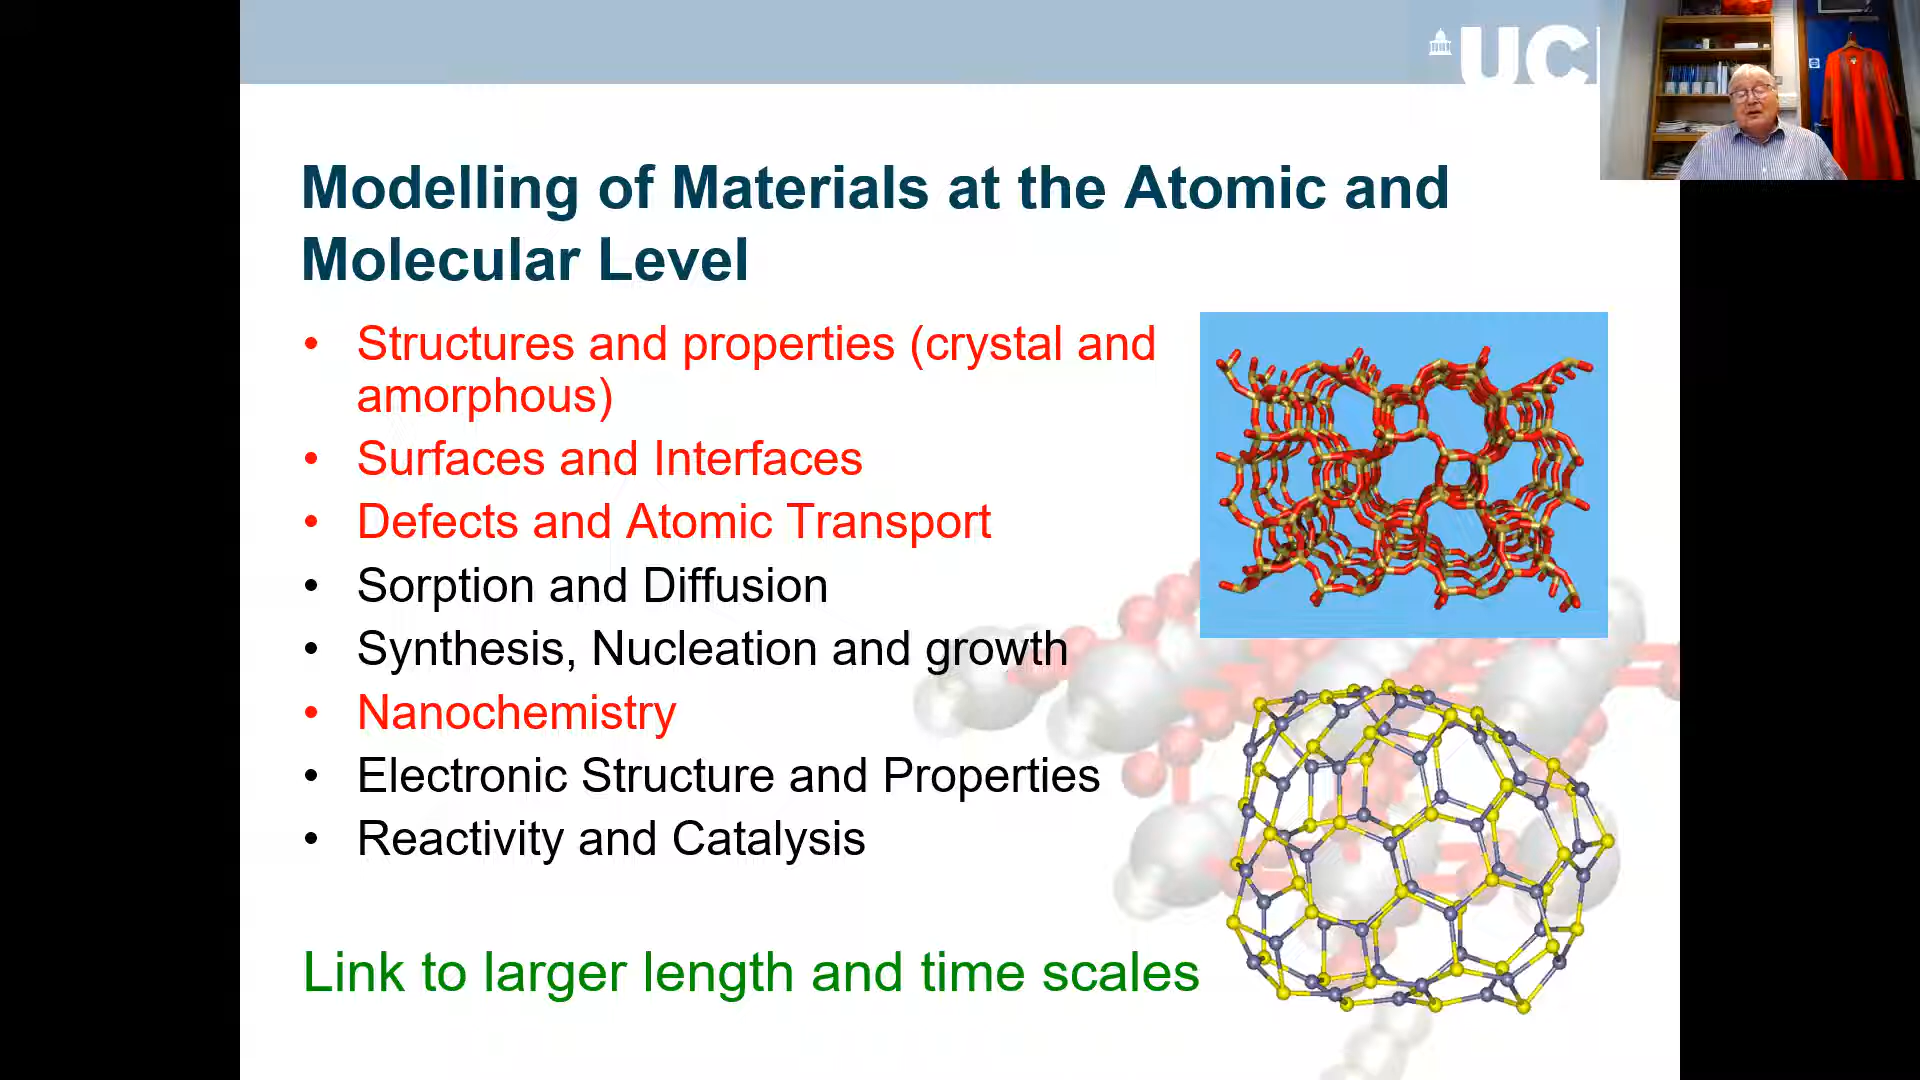 UC
Modelling of Materials at the Atomic and
Molecular Level
• Structures and properties (crystal and
amorphous)
• Surfaces and Interfaces
• Defects and Atomic Transport
• Sorption and Diffusion
• Synthesis, Nucleation and growth
• Nanochemistry
• Electronic Structure and Properties
• Reactivity and Catalysis
Link to larger length and time scales